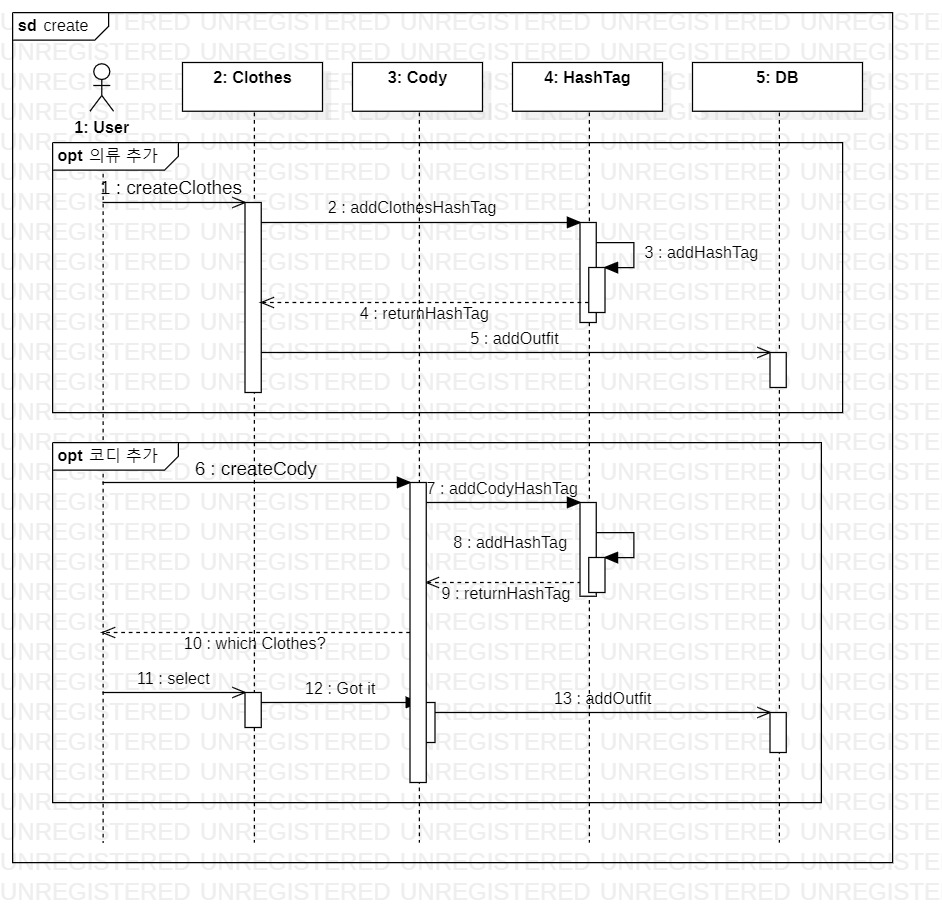 sd create
1: User
2: Clothes
3: Cody
4: HashTag
5: DB
opt 의류 추가
1 : createClothes
2 : addClothesHashTag
3 : addHashTag
4 : returnHashTag
5 : addOutfit
opt 코디 추가
6 : createCody
7 : addCodyHashTag
8 : addHashTag
9 : returnHashTag
10 : which Clothes?
11 : select
12 : Got it
13 : addOutfit
UNREGISTERED